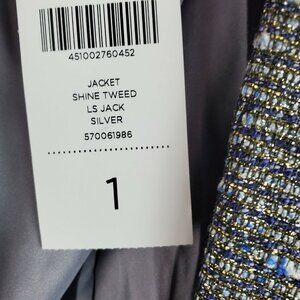 451002760452
JACKET
SHINE TWEED
LS JACK
SILVER
570061986
1